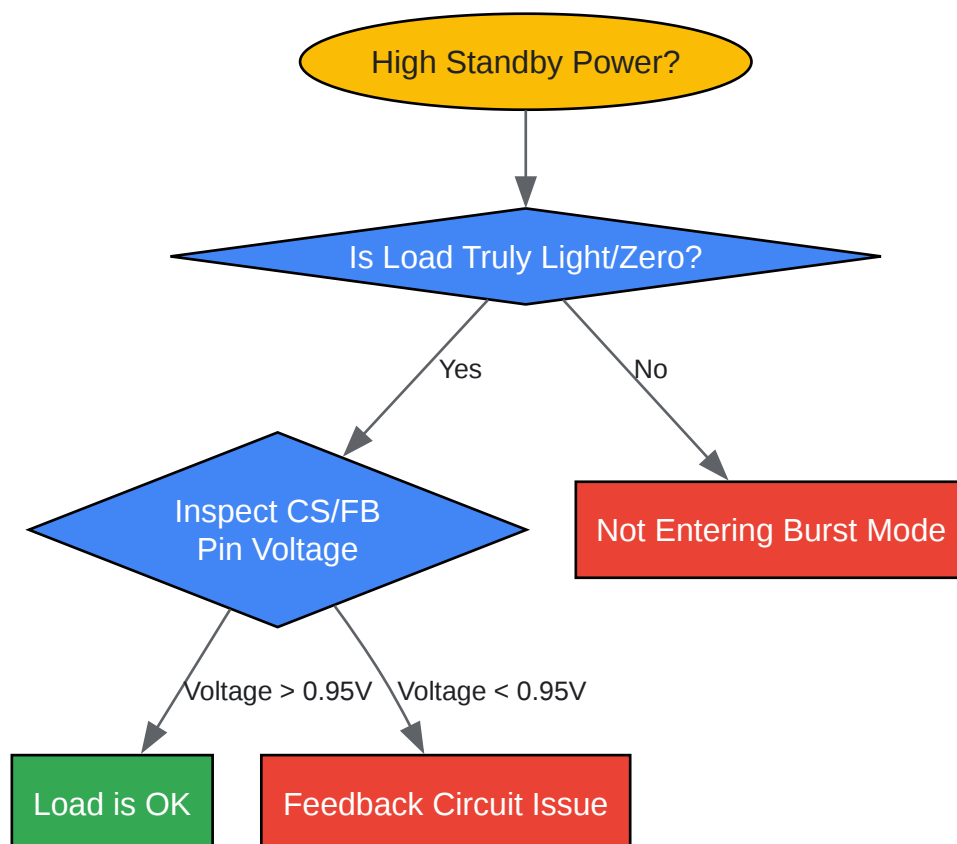 High Standby Power?
Is Load Truly Light/Zero?
Yes
No
Inspect CS/FB
Pin Voltage
Not Entering Burst Mode
Voltage > 0.95V
Voltage < 0.95V
Load is OK
Feedback Circuit Issue